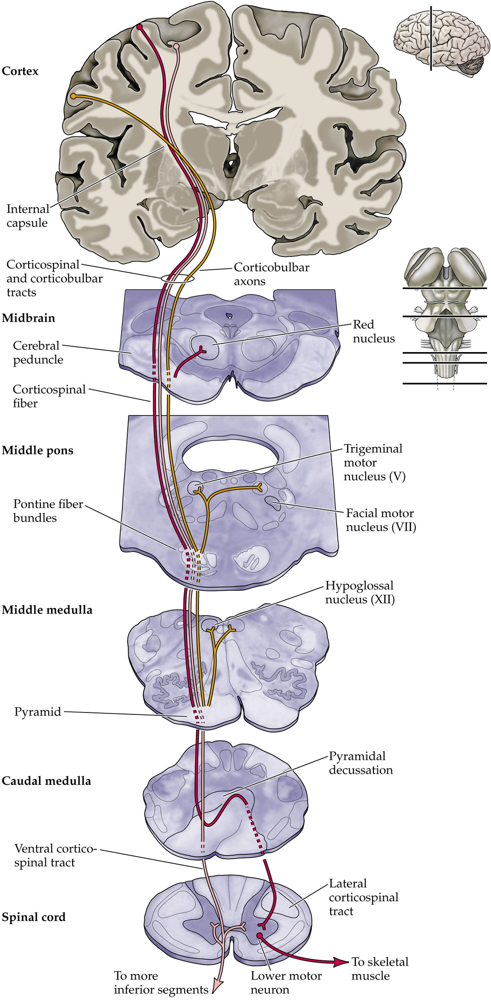 Cortex
Internal
capsule
Corticospinal
and corticobulbar
tracts
Corticobulbar
axons
Midbrain
Red
nucleus
Cerebral
peduncle
Corticospinal
fiber
Middle pons
Trigeminal
motor
nucleus (V)
Pontine fiber
bundles
Facial motor
nucleus (VII)
Hypoglossal
nucleus (XII)
Middle medulla
Pyramid
Pyramidal
decussation
Caudal medulla
Ventral cortico-
spinal tract
Lateral
corticospinal
tract
Spinal cord
To skeletal
muscle
To more
inferior segments
Lower motor
neuron